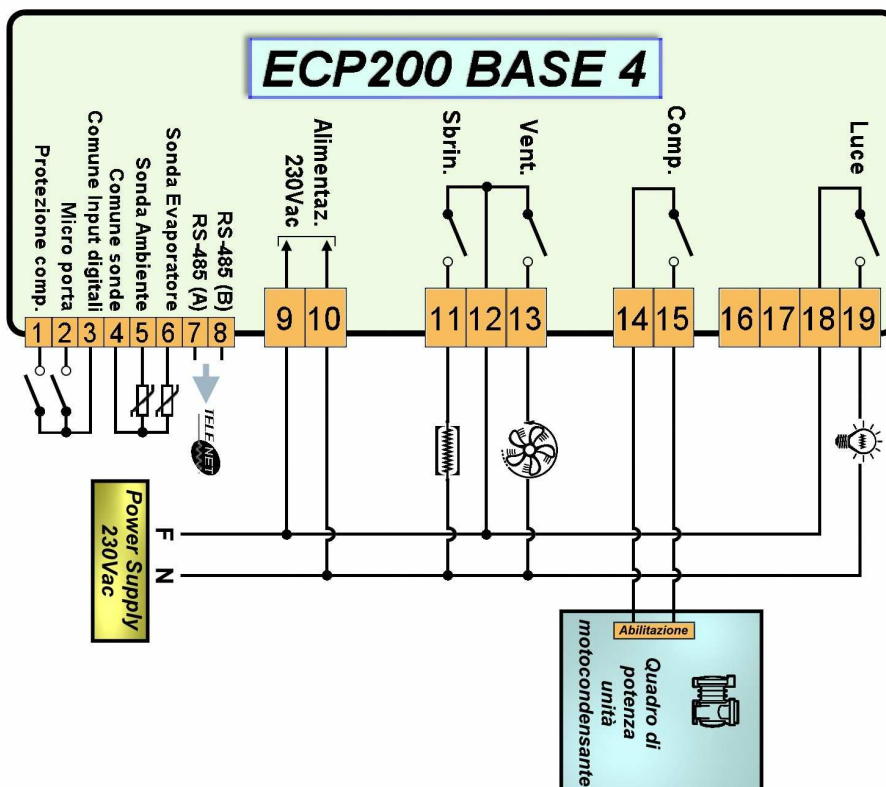 ECP200 BASE 4
Protezione comp.
Micro porta
Comune Input digitali
Comune sonde
Sonda Ambiente
Sonda Evaporatore
RS-485 (A)
RS-485 (B)
Alimentaz.
230Vac
Sbrin.
Vent.
Comp.
Luce
1 2 3 4 5 6 7 8
9 10
11 12 13
14 15
16 17 18 19
TELE NET
Power Supply
230Vac
F
N
Abilitazione
Quadro di
potenza
unità
motocondensante